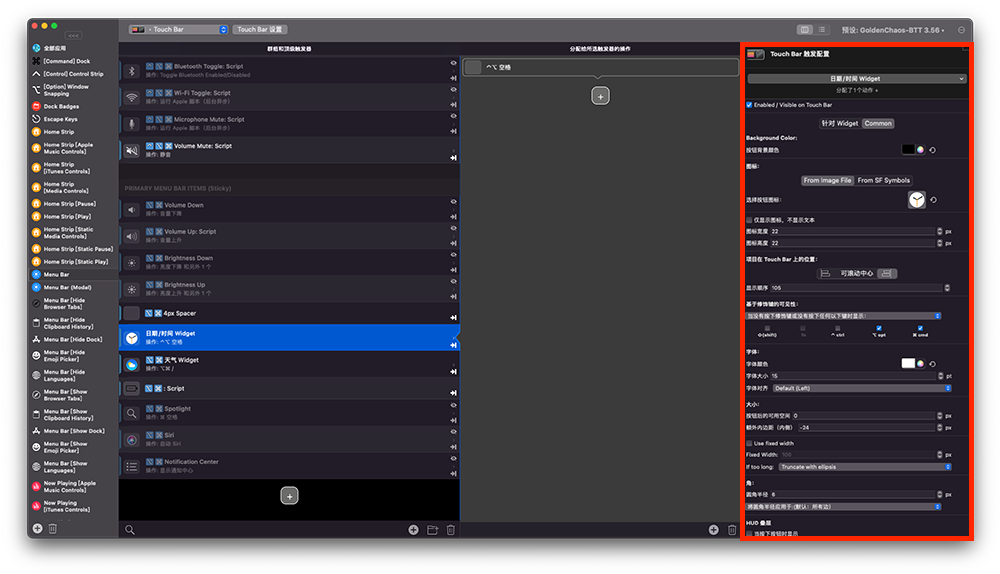 Touch Bar
Touch Bar 设置
预设: GoldenChaos-BTT 3.56
<<<
全部应用
[Command] Dock
[Control] Control Strip
[Option] Window
Snapping
Dock Badges
Escape Keys
Home Strip
Home Strip [Apple
Music Controls]
Home Strip
[iTunes Controls]
Home Strip
[Media Controls]
Home Strip [Pause]
Home Strip [Play]
Home Strip [Static
Media Controls]
Home Strip [Static Pause]
Home Strip [Static Play]
Menu Bar
Menu Bar (Modal)
Menu Bar [Hide
Browser Tabs]
Menu Bar [Hide
Clipboard History]
Menu Bar [Hide Dock]
Menu Bar [Hide
Emoji Picker]
Menu Bar [Hide
Languages]
Menu Bar [Show
Browser Tabs]
Menu Bar [Show
Clipboard History]
Menu Bar [Show Dock]
Menu Bar [Show
Emoji Picker]
Menu Bar [Show
Languages]
Now Playing [Apple
Music Controls]
Now Playing
[iTunes Controls]
群组和顶级触发器
Bluetooth Toggle: Script
操作: Toggle Bluetooth Enabled/Disabled
Wi-Fi Toggle: Script
操作: 运行 Apple 脚本（后台异步）
Microphone Mute: Script
操作: 运行 Apple 脚本（后台异步）
Volume Mute: Script
操作: 静音
PRIMARY MENU BAR ITEMS (Sticky)
Volume Down
操作: 音量下降
Volume Up: Script
操作: 音量上升
Brightness Down
操作: 亮度下降 和另外 1 个
Brightness Up
操作: 亮度上升 和另外 1 个
4px Spacer
日期/时间 Widget
操作: ^⌥ 空格
天气 Widget
操作: ⌥⌘ /
: Script
Spotlight
操作: ⌘ 空格
Siri
操作: 启动 Siri
Notification Center
操作: 显示通知中心
分配给所选触发器的操作
^⌥ 空格
Touch Bar 触发配置
日期/时间 Widget
分配了1个动作 +
Enabled / Visible on Touch Bar
针对 Widget Common
Background Color:
按钮背景颜色
图标:
From Image File From SF Symbols
选择按钮图标:
仅显示图标，不显示文本
图标宽度 22 px
图标高度 22 px
项目在 Touch Bar 上的位置:
可滚动中心
显示顺序 105
基于修饰键的可见性:
当没有按下修饰键或没有按下任何以下键时显示:
⇧(shift) fn ^ ctrl ⌥ opt ⌘ cmd
字体:
字体颜色
字体大小 15 pt
字体对齐 Default (Left)
大小:
按钮后的可用空间 0 px
额外内边距（内侧） -24 px
Use fixed width
Fixed Width: 100 px
If too long: Truncate with ellipsis
角:
圆角半径 6 px
将圆角半径应用于:(默认：所有边)
HUD 叠层
当按下按钮时显示